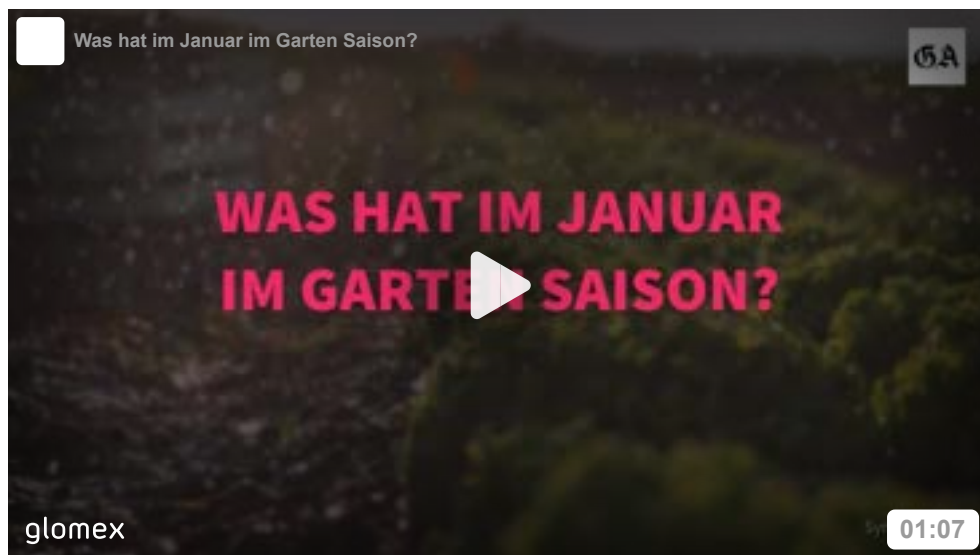 Was hat im Januar im Garten Saison?
GA
WAS HAT IM JANUAR
IM GARTEN SAISON?
glomex
01:07